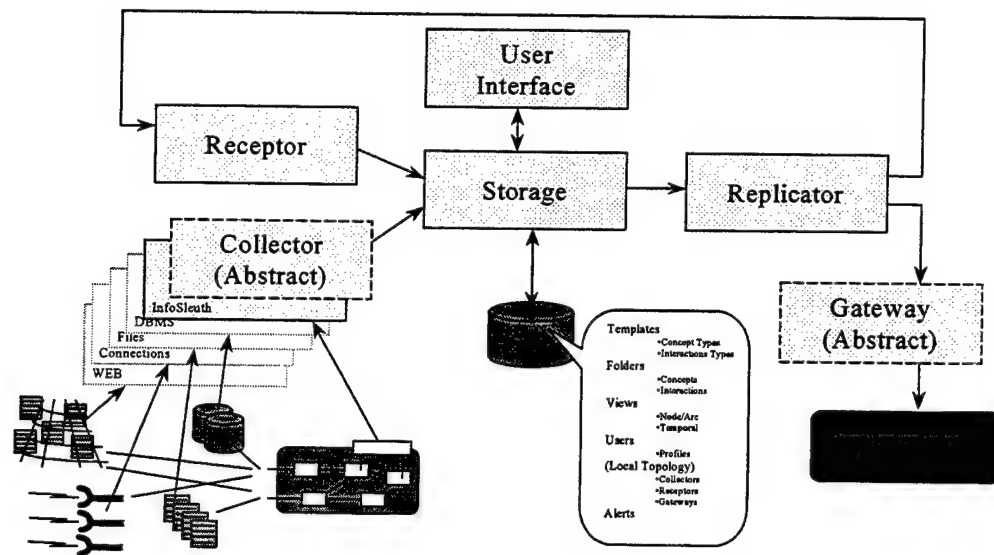 User
Interface
Receptor
Storage
Replicator
Collector
(Abstract)
InfoSleuth
DBMS
Files
Connections
WEB
Gateway
(Abstract)
Templates
•Concept Types
•Interactions Types
Folders
•Concepts
•Interactions
Views
•Node/Arc
•Temporal
Users
•Profiles
(Local Topology)
•Collectors
•Receptors
•Gateways
Alerts